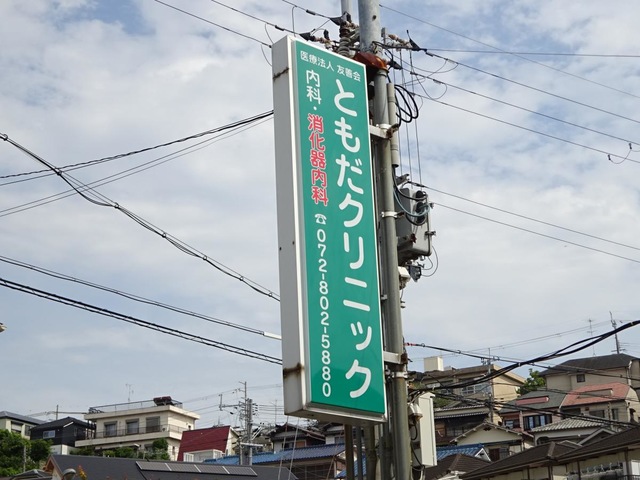 医療法人 友善会
ともだクリニック
内科・消化器内科
☎072-802-5880